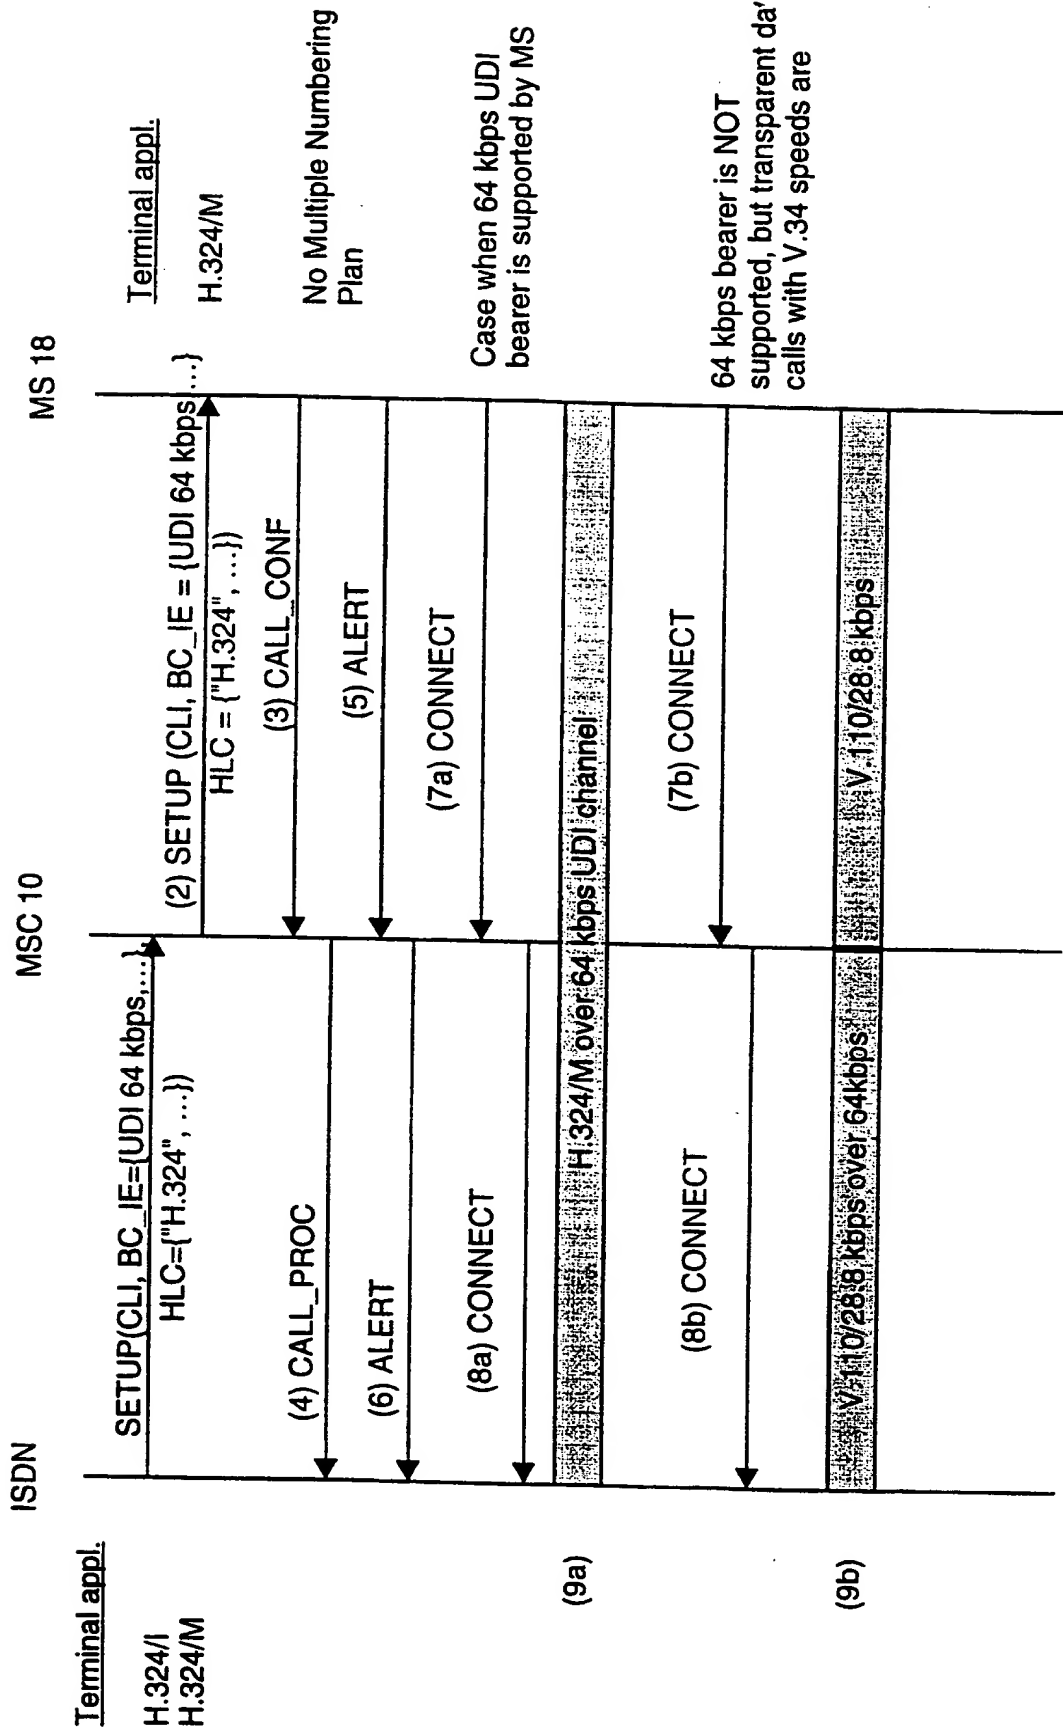 ISDN
MSC 10
MS 18
Terminal appl.
H.324/I
H.324/M
Terminal appl.
H.324/M
SETUP(CLI, BC_IE={UDI 64 kbps,...},
HLC={"H.324", ...})
(2) SETUP (CLI, BC_IE = {UDI 64 kbps, ...}
HLC = {"H.324", ...})
No Multiple Numbering
Plan
(3) CALL_CONF
(4) CALL_PROC
(5) ALERT
(6) ALERT
(7a) CONNECT
Case when 64 kbps UDI
bearer is supported by MS
(8a) CONNECT
(9a)
H.324/M over 64 kbps UDI channel
(7b) CONNECT
64 kbps bearer is NOT
supported, but transparent da
calls with V.34 speeds are
(8b) CONNECT
(9b)
V.110/28.8 kbps over 64kbps
V.110/28.8 kbps